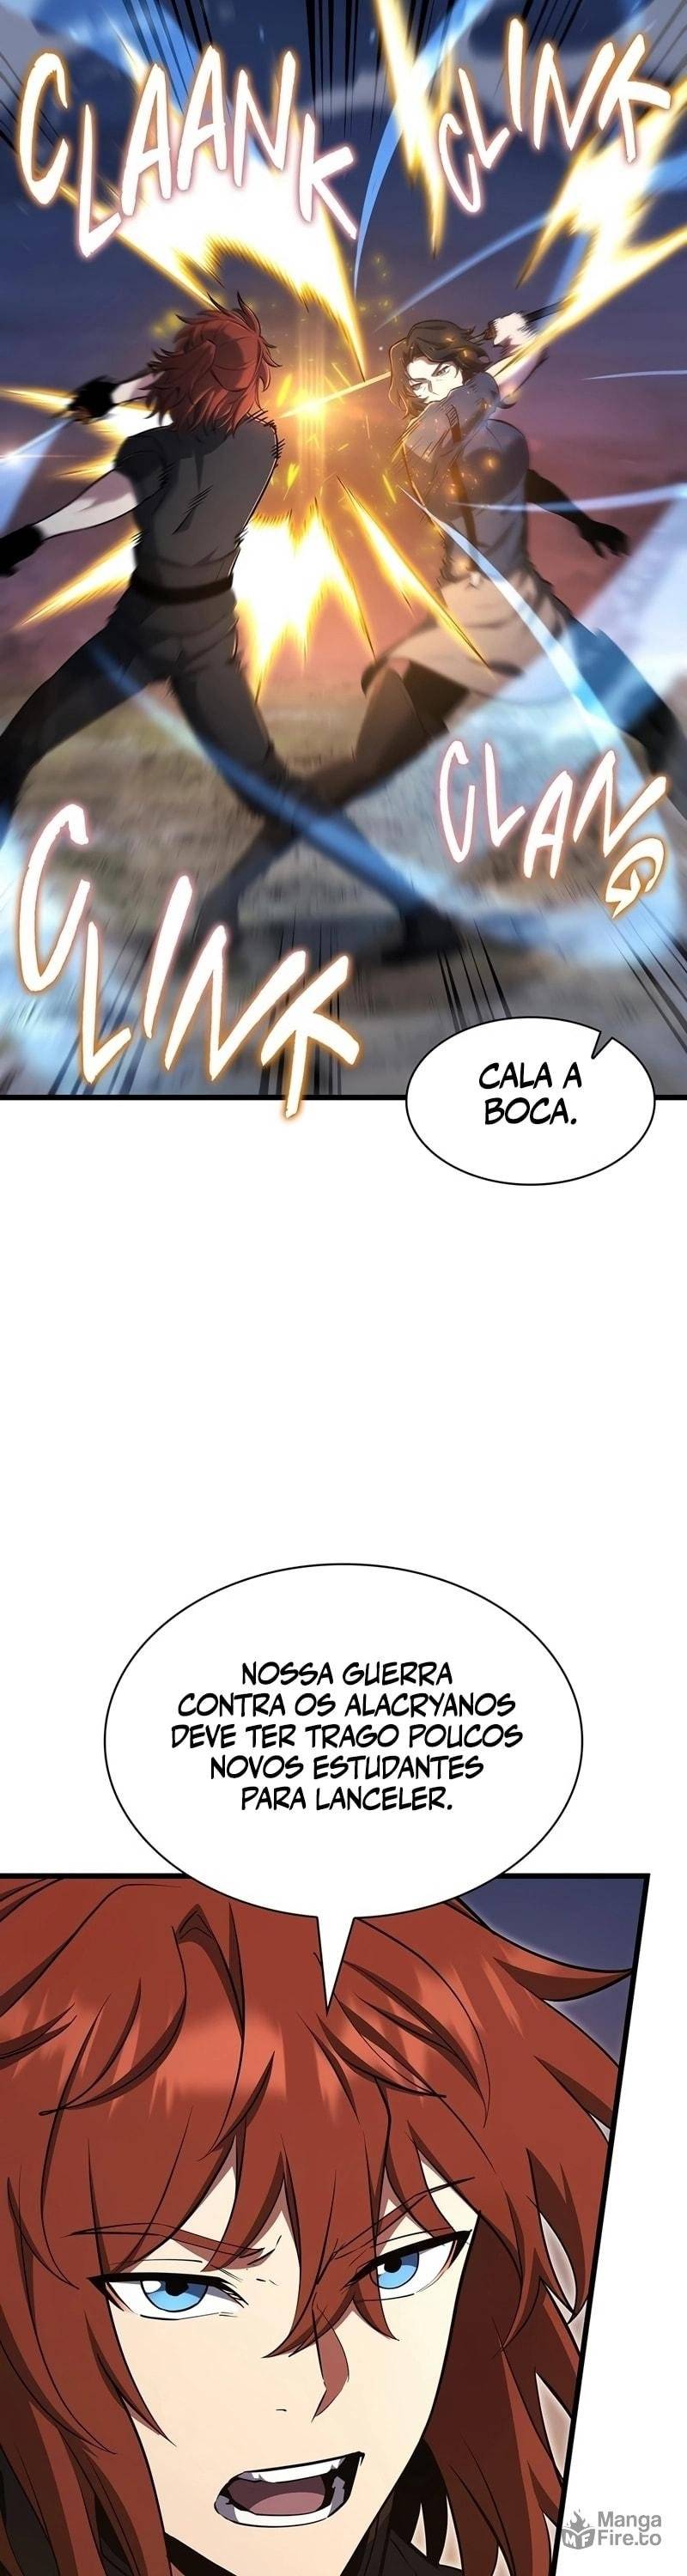 CLAANK CLINK
CLANG
CLINK
CALA A
BOCA.
NOSSA GUERRA
CONTRA OS ALACRYANOS
DEVE TER TRAGO POUCOS
NOVOS ESTUDANTES
PARA LANCELER.
Manga
Fire.to
MF